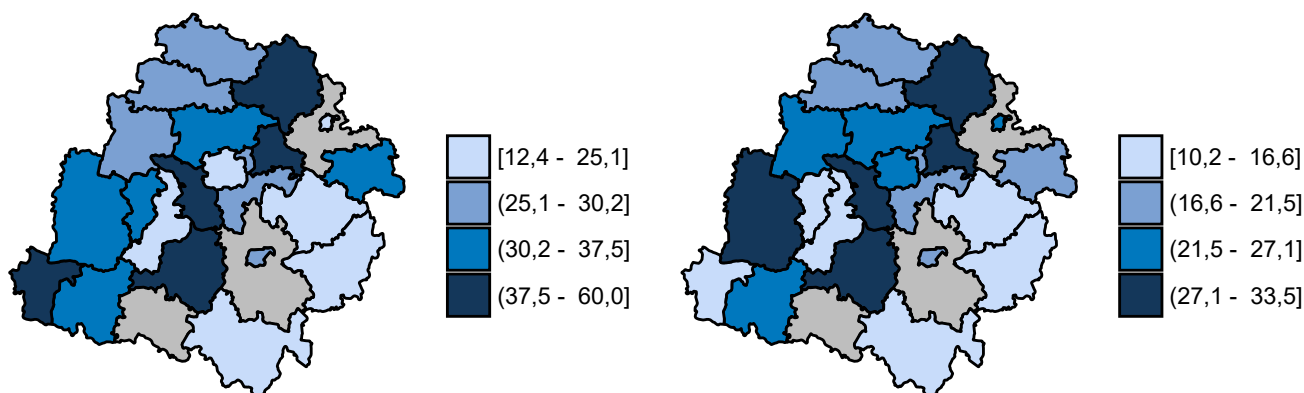 [12,4 - 25,1]
(25,1 - 30,2]
(30,2 - 37,5]
(37,5 - 60,0]
[10,2 - 16,6]
(16,6 - 21,5]
(21,5 - 27,1]
(27,1 - 33,5]